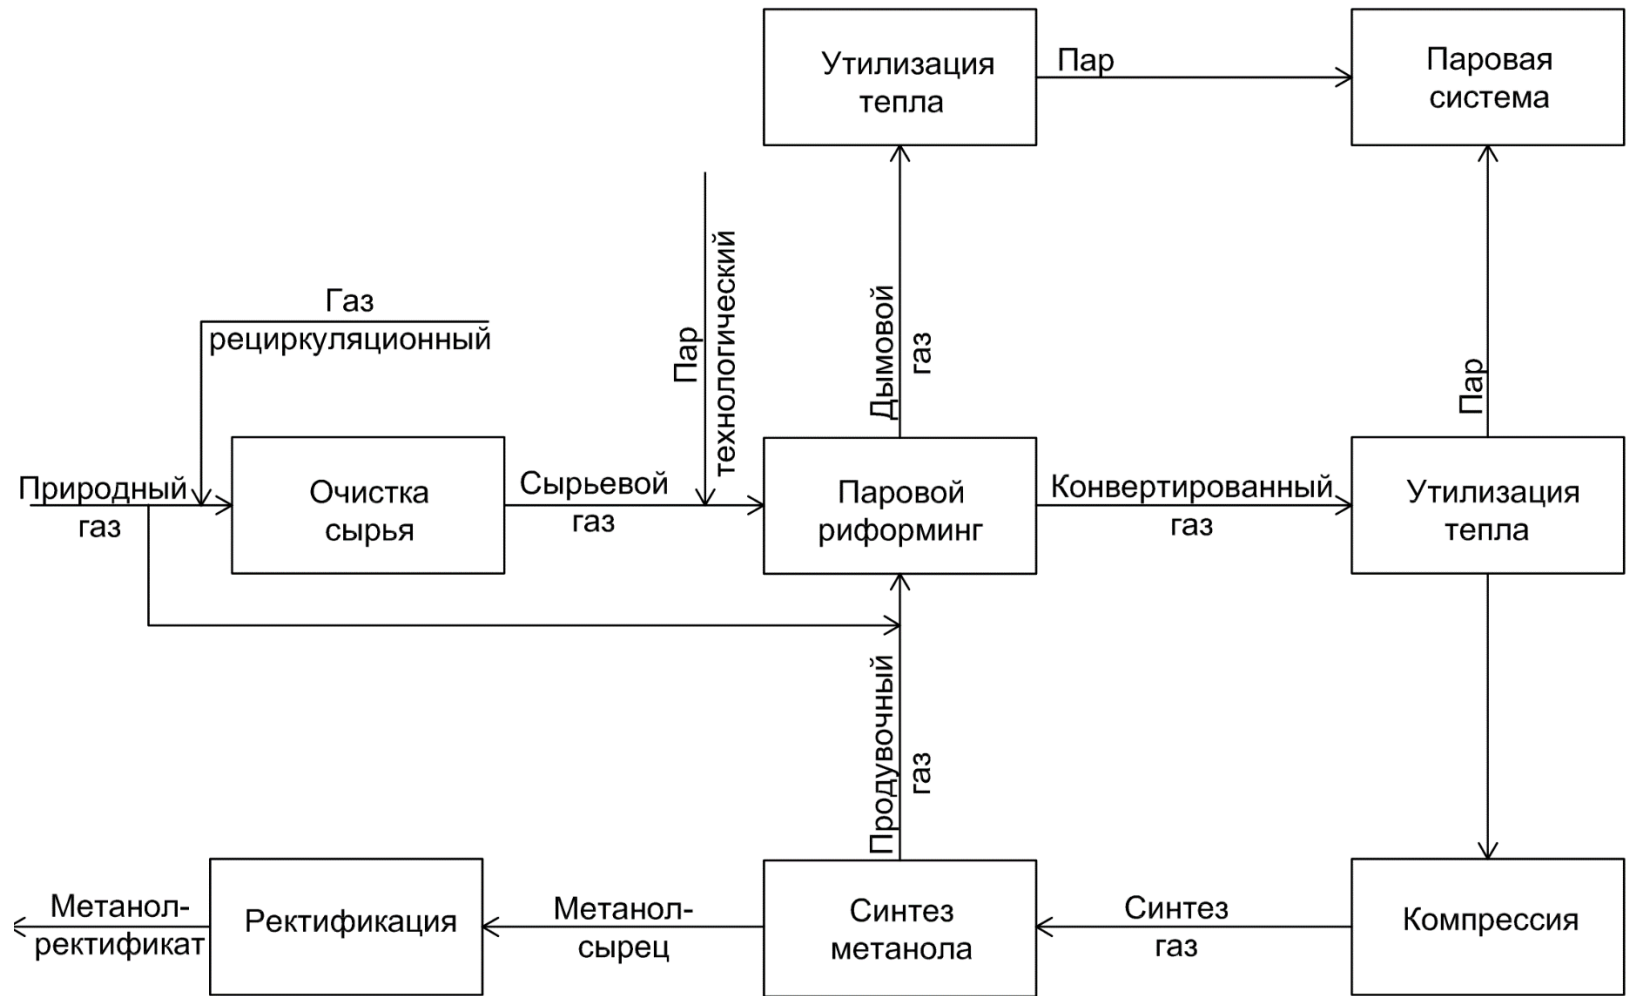 Утилизация
тепла
Пар
Паровая
система
Газ
рециркуляционный
Пар
технологический
Дымовой
газ
Пар
Природный
газ
Очистка
сырья
Сырьевой
газ
Паровой
риформинг
Конвертированный
газ
Утилизация
тепла
Продувочный
газ
Метанол-
ректификат
Ректификация
Метанол-
сырец
Синтез
метанола
Синтез
газ
Компрессия